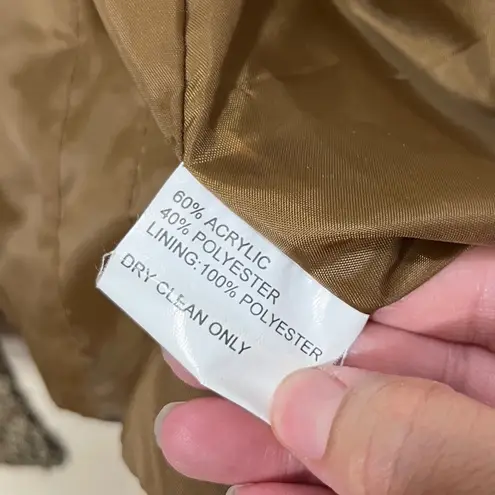 60% ACRYLIC
40% POLYESTER
LINING:100% POLYESTER
DRY CLEAN ONLY